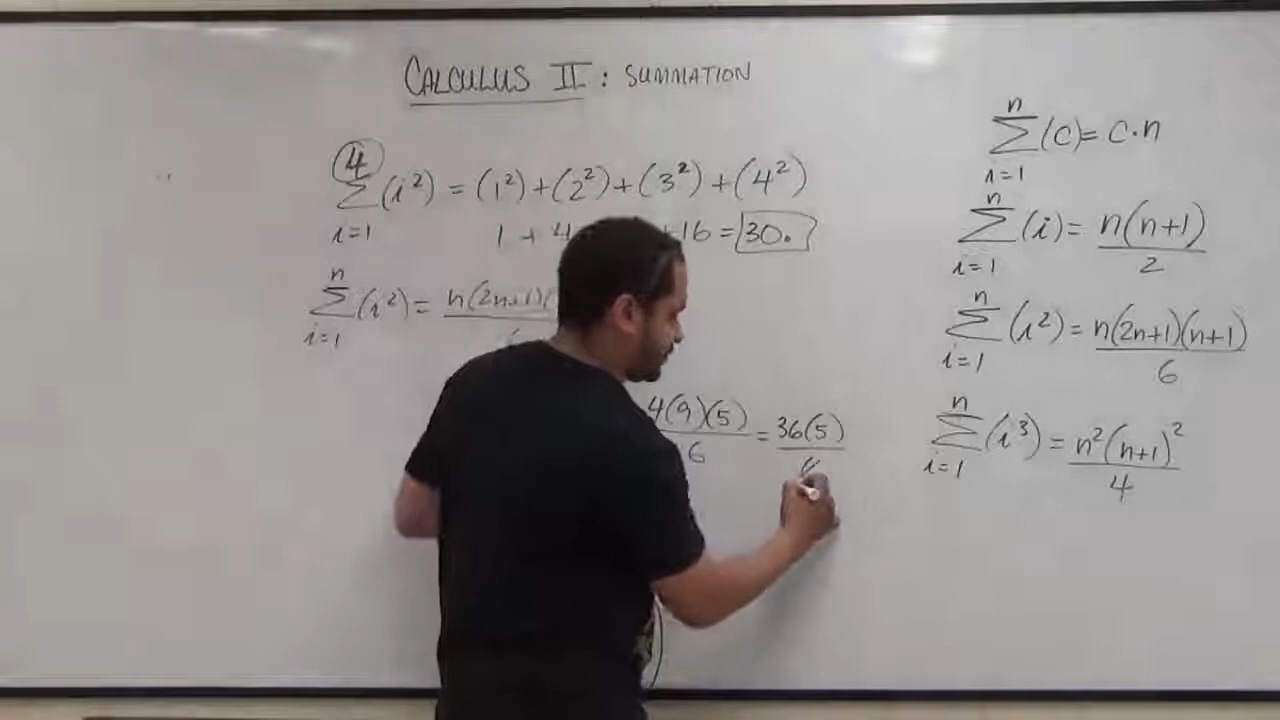 CALCULUS II: SUMMATION
4
∑(i²) = (1²)+(2²)+(3²)+(4²)
i=1
1 + 4 +16 = 30.
n
∑(i²) = n(2n+1)(
i=1
4(9)(5) = 36(5)
6
n
∑(c) = c·n
i=1
n
∑(i) = n(n+1)
i=1 2
n
∑(i²) = n(2n+1)(n+1)
i=1 6
n
∑(i³) = n²(n+1)²
i=1 4